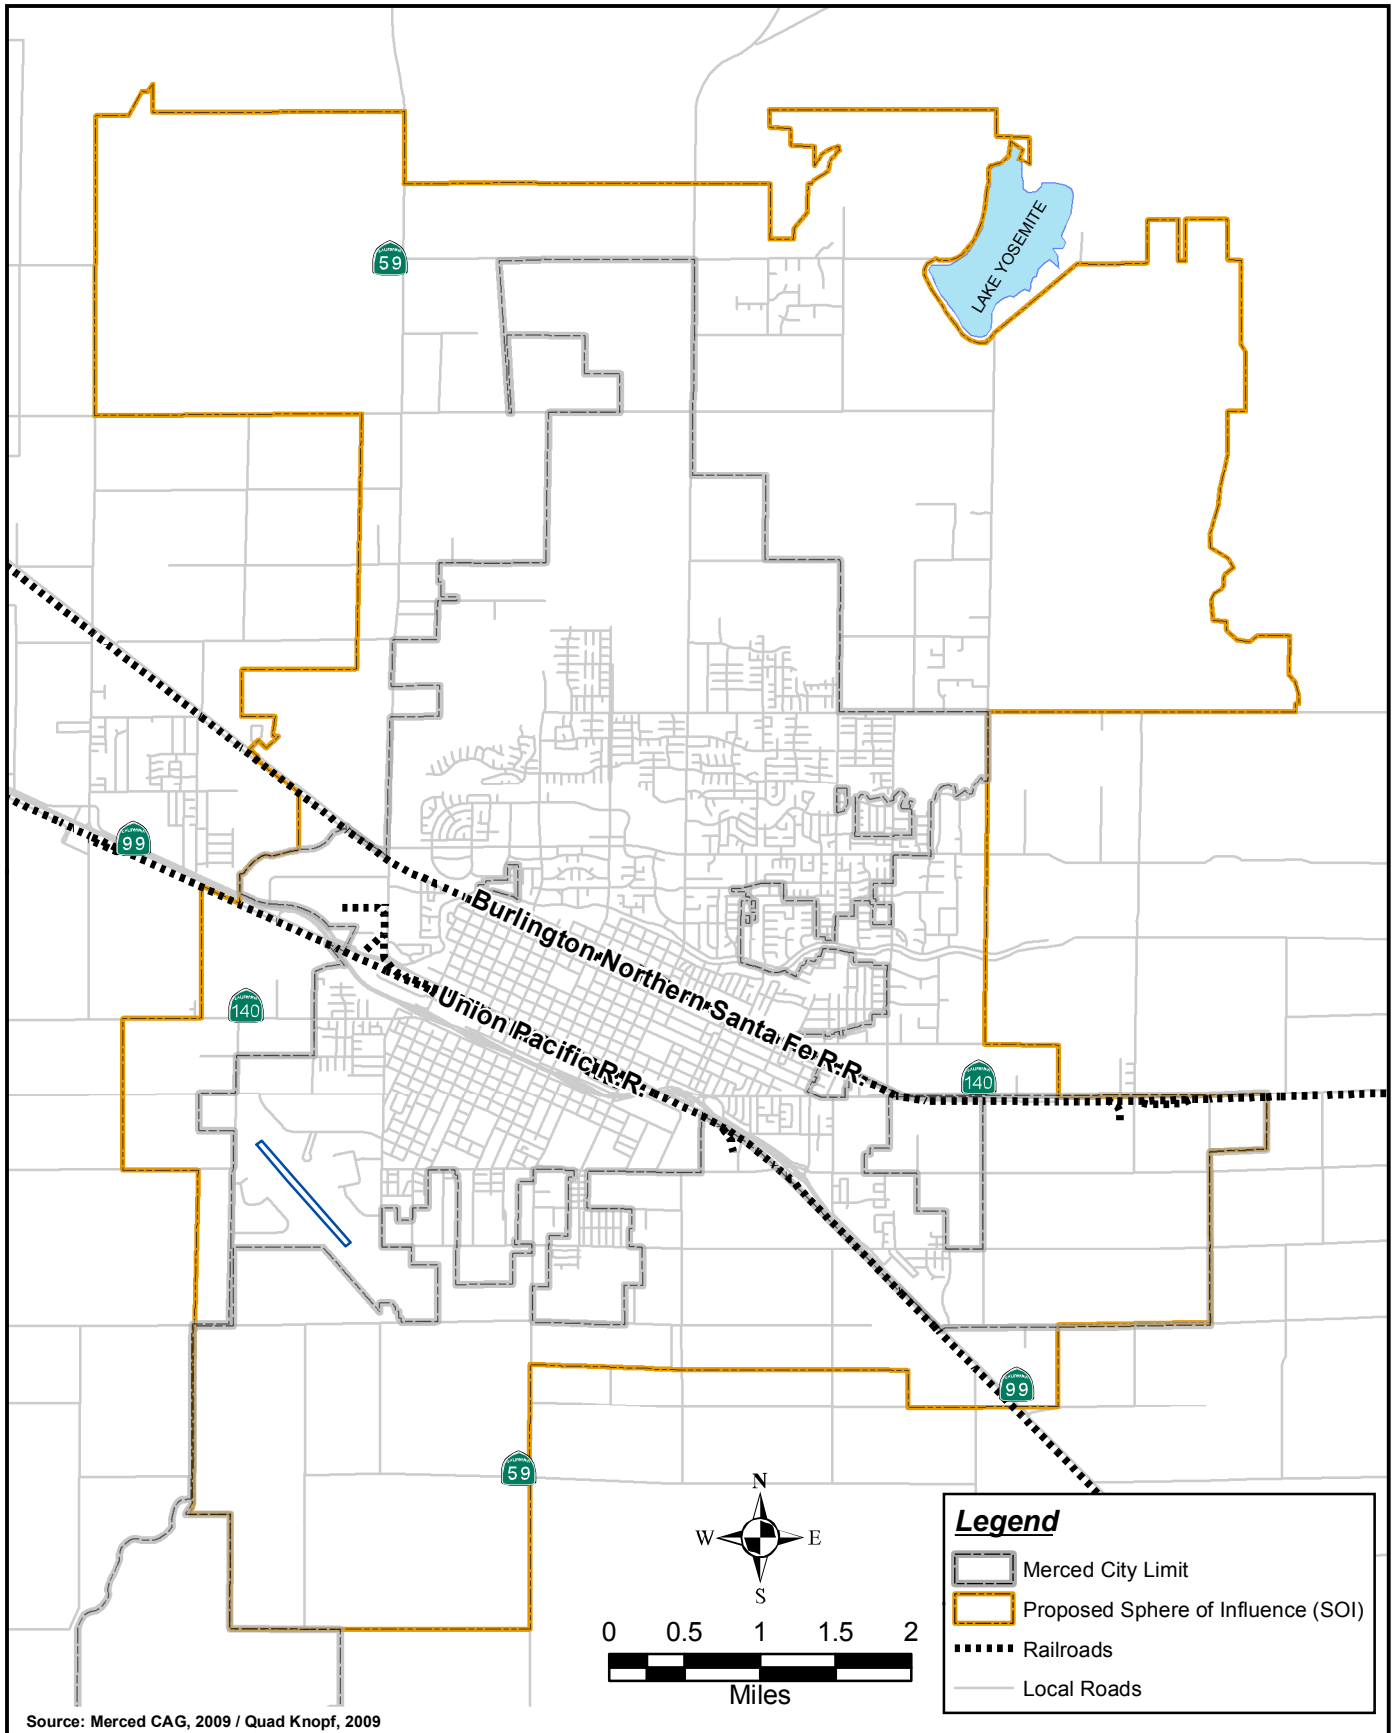 59
LAKE YOSEMITE
99
Burlington Northern Santa Fe R.R.
140
Union Pacific R.R.
140
99
59
N
W E
S
0 0.5 1 1.5 2
Miles
Legend
Merced City Limit
Proposed Sphere of Influence (SOI)
Railroads
Local Roads
Source: Merced CAG, 2009 / Quad Knopf, 2009